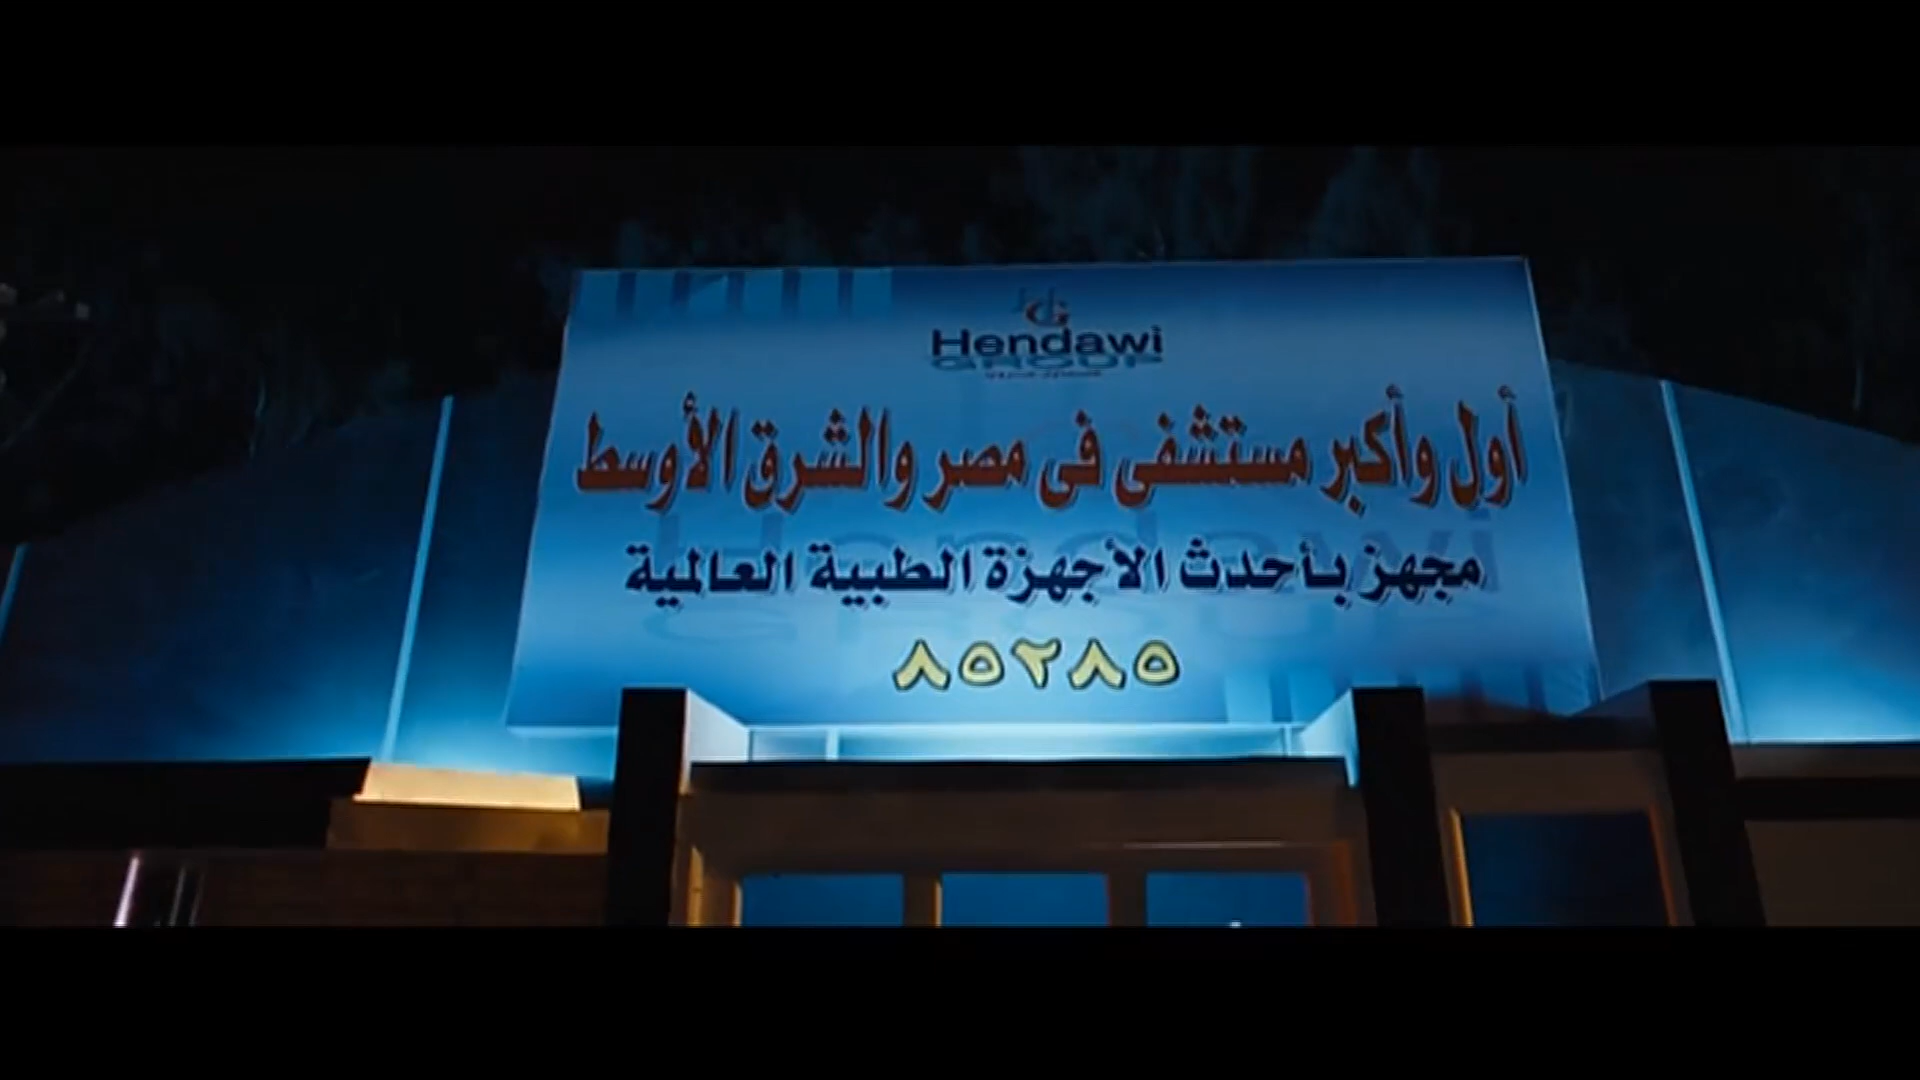 Hendawi
GROUP
أول وأكبر مستشفى فى مصر والشرق الأوسط
مجهز بأحدث الأجهزة الطبية العالمية
٨٥٢٨٥